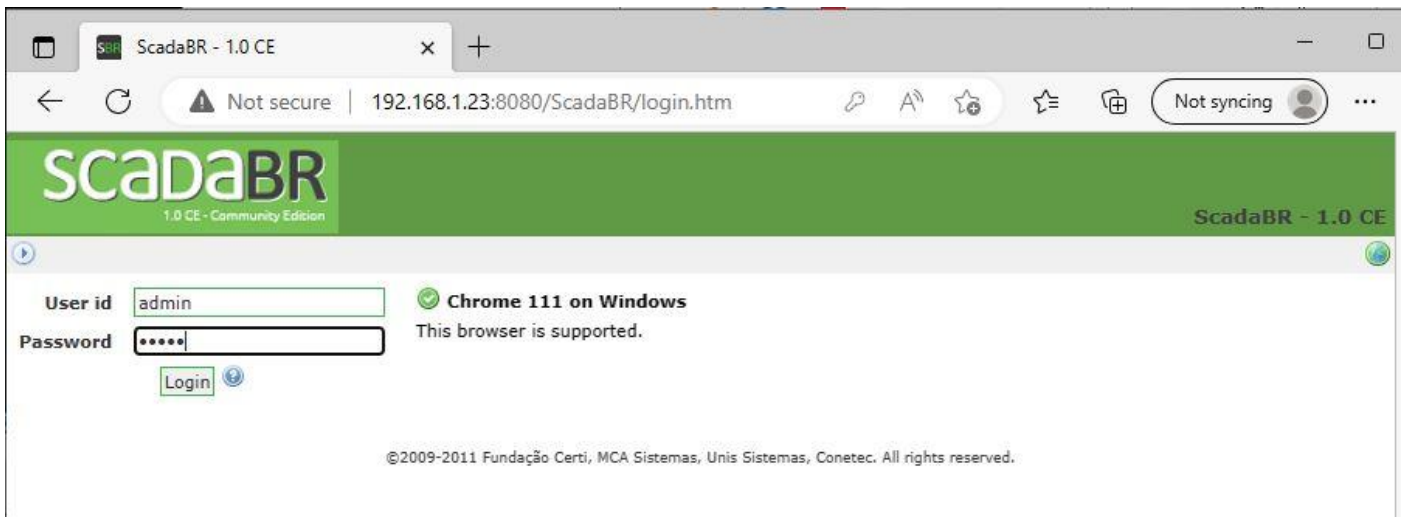 SBR ScadaBR - 1.0 CE
Not secure 192.168.1.23:8080/ScadaBR/login.htm Not syncing
SCADABR
1.0 CE - Community Edition
ScadaBR - 1.0 CE
User id admin
Chrome 111 on Windows
Password •••••
This browser is supported.
Login
©2009-2011 Fundação Certi, MCA Sistemas, Unis Sistemas, Conetec. All rights reserved.